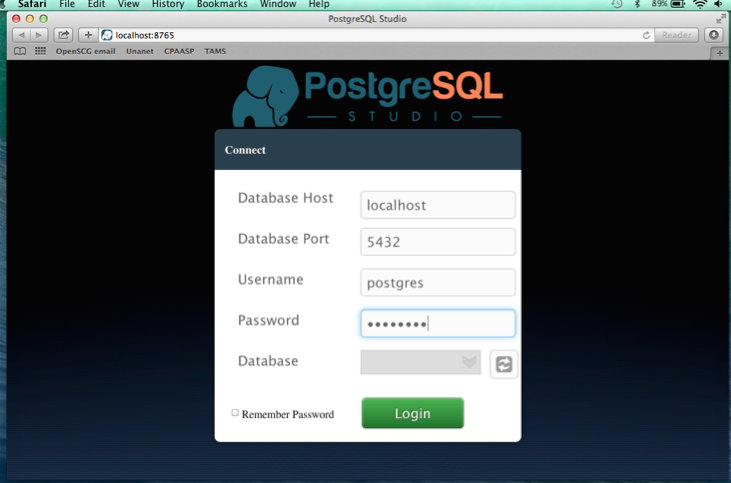 Safari File Edit View History Bookmarks Window Help 89%
PostgreSQL Studio
localhost:8765 Reader
OpenSCG email Unanet CPAASP TAMS
PostgreSQL
STUDIO
Connect
Database Host localhost
Database Port 5432
Username postgres
Password ••••••••
Database
Remember Password Login